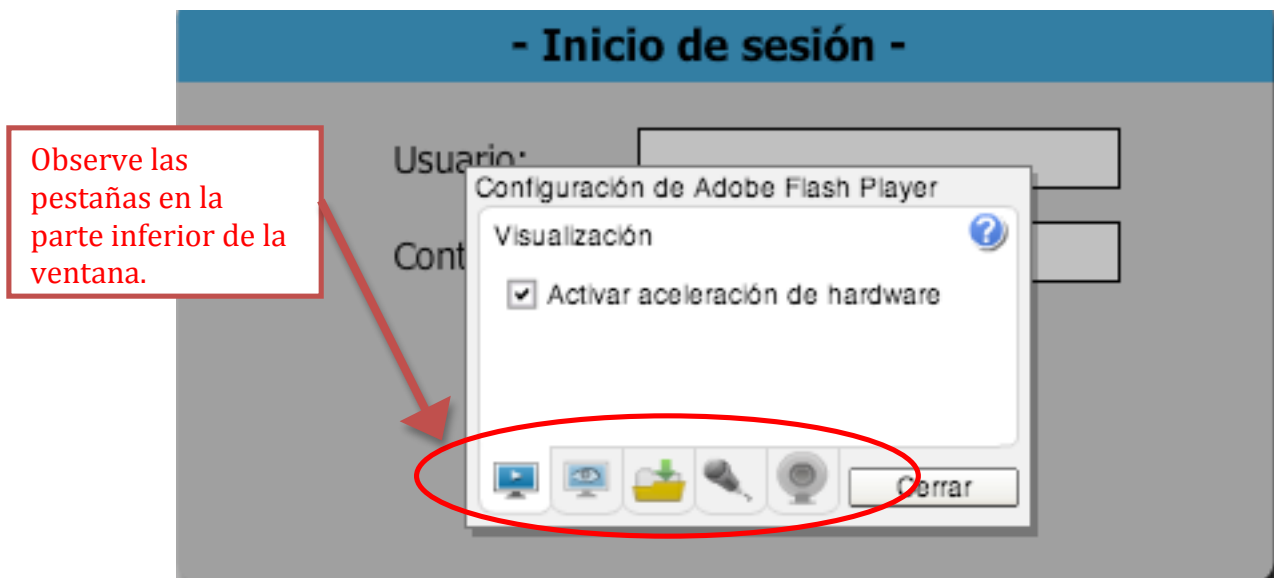 - Inicio de sesión -
Observe las
pestañas en la
parte inferior de la
ventana.
Usuario:
Cont
Configuración de Adobe Flash Player
Visualización
Activar aceleración de hardware
Cerrar